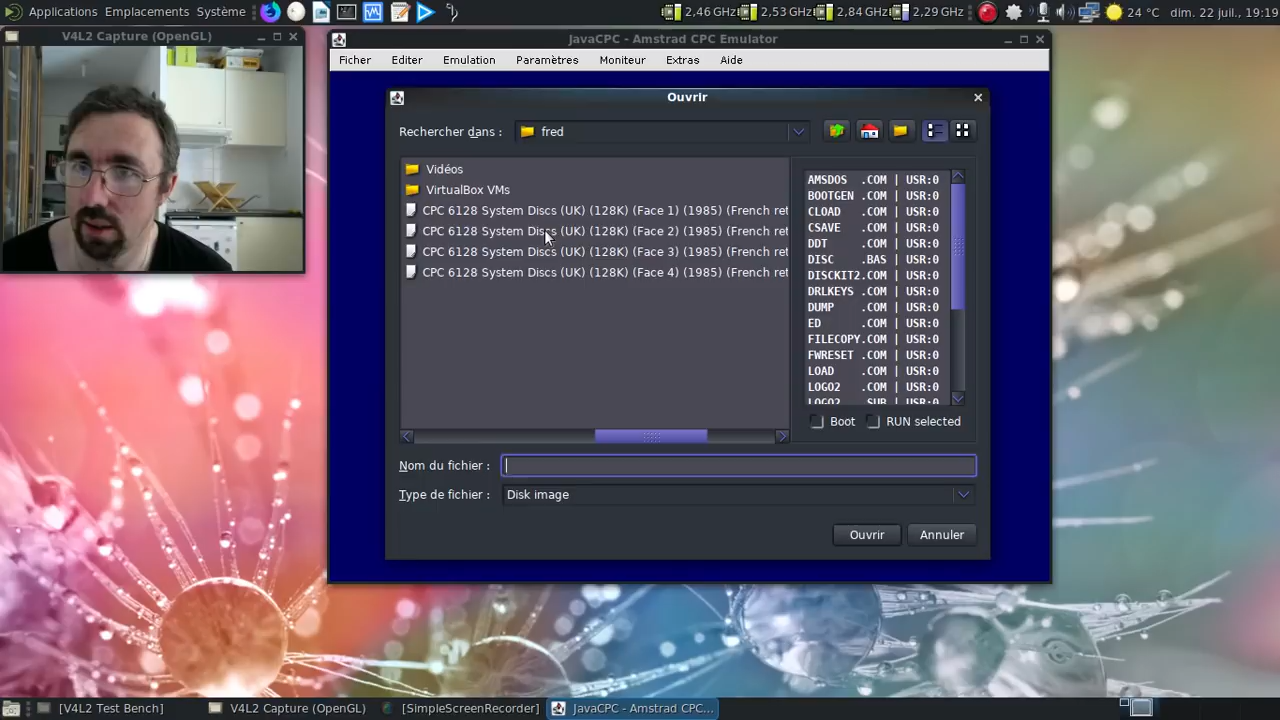 Applications Emplacements Système
2,46 GHz 2,53 GHz 2,84 GHz 2,29 GHz 24 °C dim. 22 juil., 19:19
V4L2 Capture (OpenGL)
JavaCPC - Amstrad CPC Emulator
Ficher Editer Emulation Paramètres Moniteur Extras Aide
Ouvrir
Rechercher dans : fred
Vidéos
VirtualBox VMs
CPC 6128 System Discs (UK) (128K) (Face 1) (1985) (French ret
CPC 6128 System Discs (UK) (128K) (Face 2) (1985) (French ret
CPC 6128 System Discs (UK) (128K) (Face 3) (1985) (French ret
CPC 6128 System Discs (UK) (128K) (Face 4) (1985) (French ret
AMSDOS .COM | USR:0
BOOTGEN .COM | USR:0
CLOAD .COM | USR:0
CSAVE .COM | USR:0
DDT .COM | USR:0
DISC .BAS | USR:0
DISCKIT2.COM | USR:0
DRLKEYS .COM | USR:0
DUMP .COM | USR:0
ED .COM | USR:0
FILECOPY.COM | USR:0
FWRESET .COM | USR:0
LOAD .COM | USR:0
LOGO2 .COM | USR:0
LOGO2 .SUB | USR:0
Boot RUN selected
Nom du fichier :
Type de fichier : Disk image
Ouvrir Annuler
[V4L2 Test Bench] V4L2 Capture (OpenGL) [SimpleScreenRecorder] JavaCPC - Amstrad CPC...